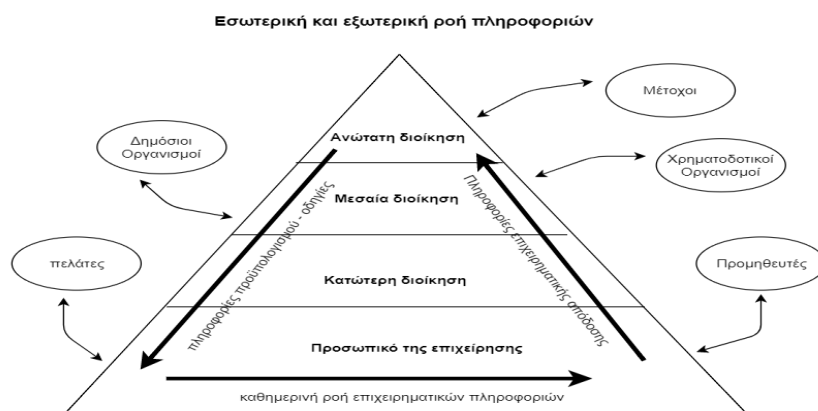 Εσωτερική και εξωτερική ροή πληροφοριών
Μέτοχοι
Δημόσιοι
Οργανισμοί
Ανώτατη διοίκηση
Χρηματοδοτικοί
Οργανισμοί
Μεσαία διοίκηση
πληροφορίες προϋπολογισμού - οδηγίες
Πληροφορίες επιχειρηματικής απόδοσης
πελάτες
Κατώτερη διοίκηση
Προμηθευτές
Προσωπικό της επιχείρησης
καθημερινή ροή επιχειρηματικών πληροφοριών